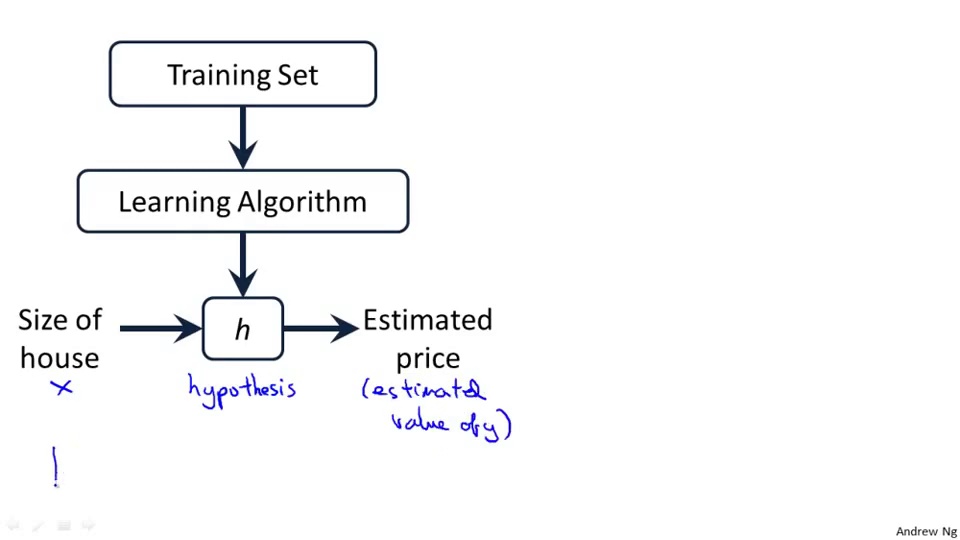 Training Set
Learning Algorithm
Size of
house
h
Estimated
price
x
hypothesis
(estimated
value of y)
Andrew Ng